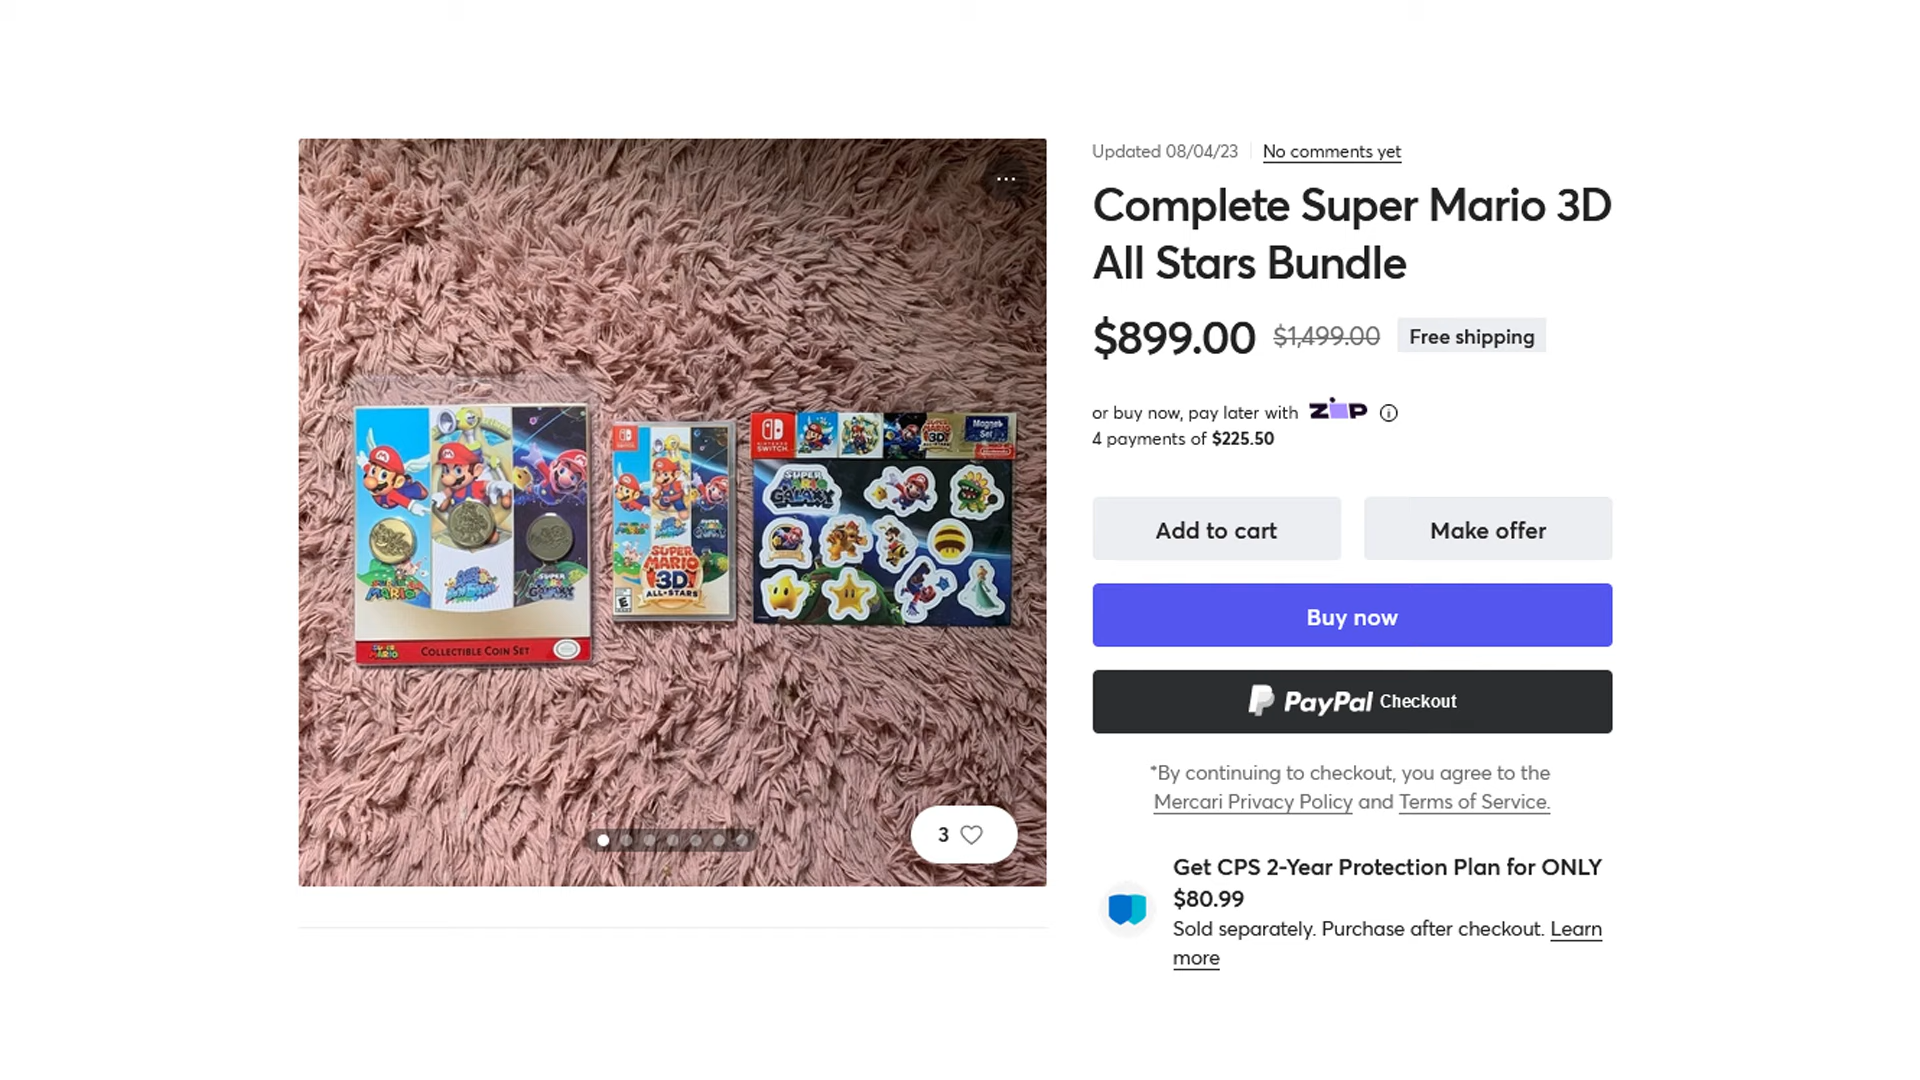 Updated 08/04/23 No comments yet
Complete Super Mario 3D
All Stars Bundle
$899.00 $1,499.00 Free shipping
or buy now, pay later with ZIP
4 payments of $225.50
Add to cart Make offer
Buy now
PayPal Checkout
*By continuing to checkout, you agree to the
Mercari Privacy Policy and Terms of Service.
Get CPS 2-Year Protection Plan for ONLY
$80.99
Sold separately. Purchase after checkout. Learn
more
3
COLLECTIBLE COIN SET
SUPER
MARIO
3D
ALL-STARS
E
NINTENDO
SWITCH
Magnet
Set
SUPER
MARIO
GALAXY